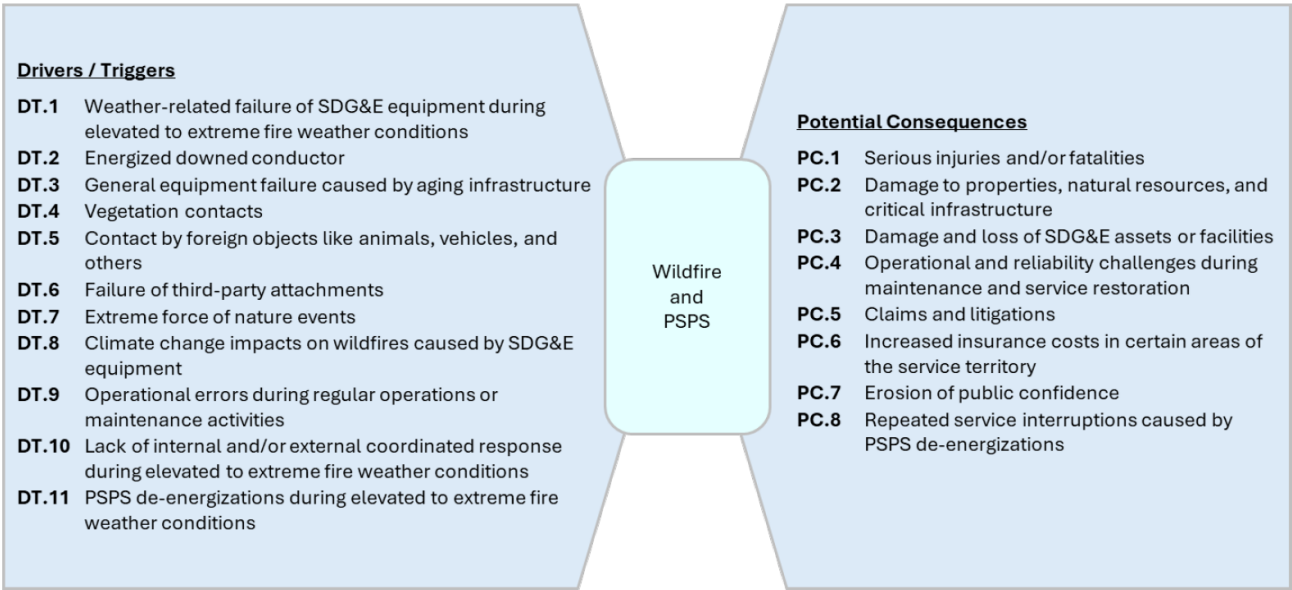 Drivers / Triggers
DT.1 Weather-related failure of SDG&E equipment during
elevated to extreme fire weather conditions
DT.2 Energized downed conductor
DT.3 General equipment failure caused by aging infrastructure
DT.4 Vegetation contacts
DT.5 Contact by foreign objects like animals, vehicles, and
others
DT.6 Failure of third-party attachments
DT.7 Extreme force of nature events
DT.8 Climate change impacts on wildfires caused by SDG&E
equipment
DT.9 Operational errors during regular operations or
maintenance activities
DT.10 Lack of internal and/or external coordinated response
during elevated to extreme fire weather conditions
DT.11 PSPS de-energizations during elevated to extreme fire
weather conditions
Wildfire
and
PSPS
Potential Consequences
PC.1 Serious injuries and/or fatalities
PC.2 Damage to properties, natural resources, and
critical infrastructure
PC.3 Damage and loss of SDG&E assets or facilities
PC.4 Operational and reliability challenges during
maintenance and service restoration
PC.5 Claims and litigations
PC.6 Increased insurance costs in certain areas of
the service territory
PC.7 Erosion of public confidence
PC.8 Repeated service interruptions caused by
PSPS de-energizations